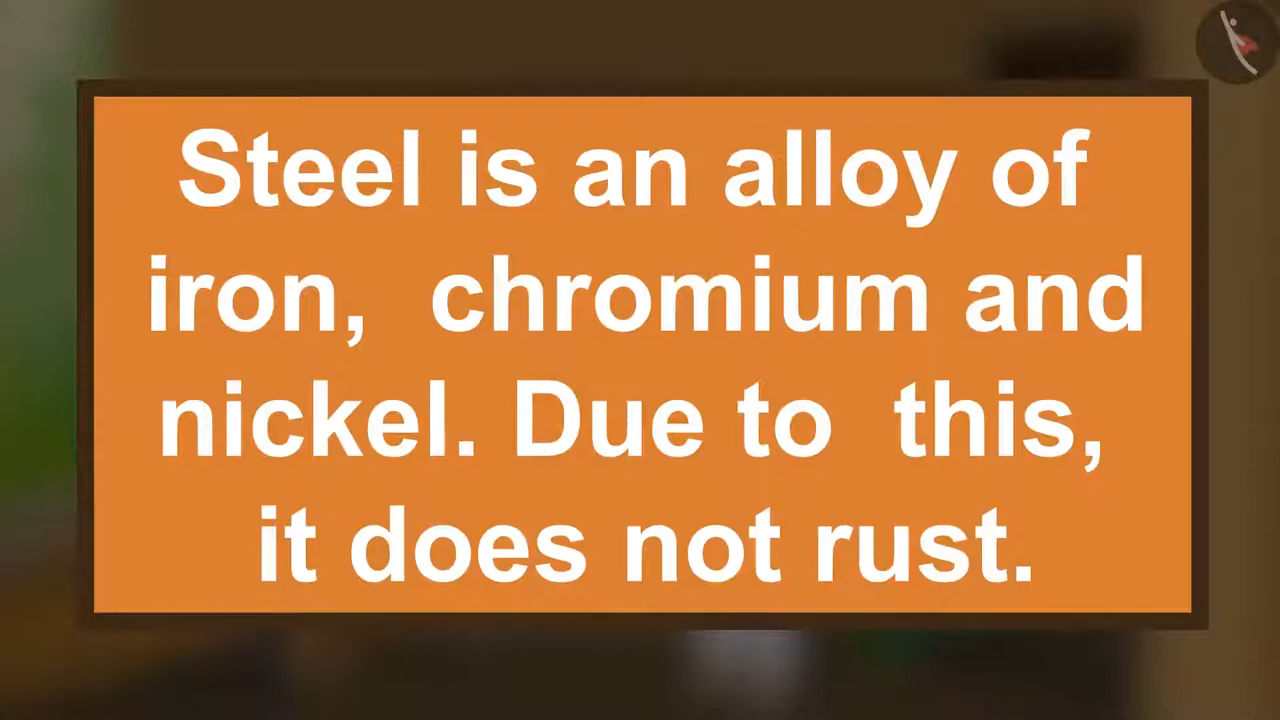 Steel is an alloy of
iron,  chromium and
nickel. Due to  this,
it does not rust.